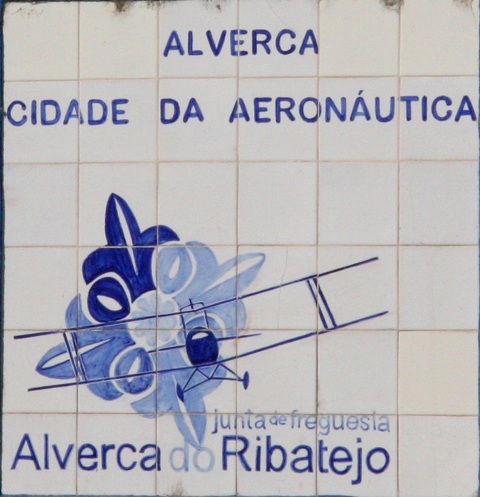 ALVERCA
CIDADE DA AERONÁUTICA
junta de freguesia
Alverca do Ribatejo